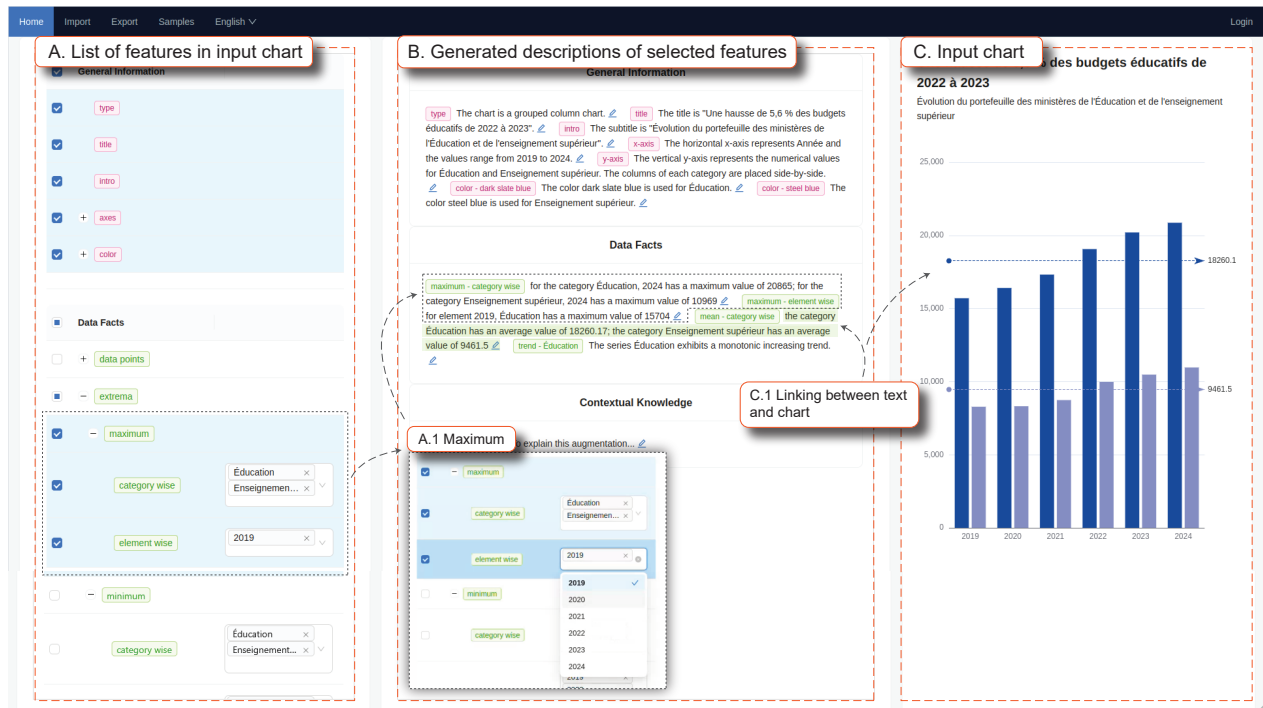 Home Import Export Samples English Login
A. List of features in input chart
General Information
type
title
intro
+ axes
+ color
Data Facts
+ data points
− extrema
− maximum
category wise Éducation ×
Enseignemen... ×
element wise 2019 ×
− minimum
category wise Éducation ×
Enseignement... ×
B. Generated descriptions of selected features
General Information
type The chart is a grouped column chart. title The title is "Une hausse de 5,6 % des budgets
éducatifs de 2022 à 2023". intro The subtitle is "Évolution du portefeuille des ministères de
l'Éducation et de l'enseignement supérieur". x-axis The horizontal x-axis represents Année and
the values range from 2019 to 2024. y-axis The vertical y-axis represents the numerical values
for Éducation and Enseignement supérieur. The columns of each category are placed side-by-side.
color - dark slate blue The color dark slate blue is used for Éducation. color - steel blue The
color steel blue is used for Enseignement supérieur.
Data Facts
maximum - category wise for the category Éducation, 2024 has a maximum value of 20865; for the
category Enseignement supérieur, 2024 has a maximum value of 10969 maximum - element wise
for element 2019, Éducation has a maximum value of 15704 mean - category wise the category
Éducation has an average value of 18260.17; the category Enseignement supérieur has an average
value of 9461.5 trend - Éducation The series Éducation exhibits a monotonic increasing trend.
Contextual Knowledge
o explain this augmentation...
A.1 Maximum
− maximum
category wise Éducation ×
Enseignemen... ×
element wise 2019 ×
2019
− minimum
2020
2021
category wise
2022
2023
2024
2019 ×
C.1 Linking between text
and chart
C. Input chart
% des budgets éducatifs de
2022 à 2023
Évolution du portefeuille des ministères de l'Éducation et de l'enseignement
supérieur
25,000
20,000
18260.1
15,000
10,000
9461.5
5,000
0
2019 2020 2021 2022 2023 2024